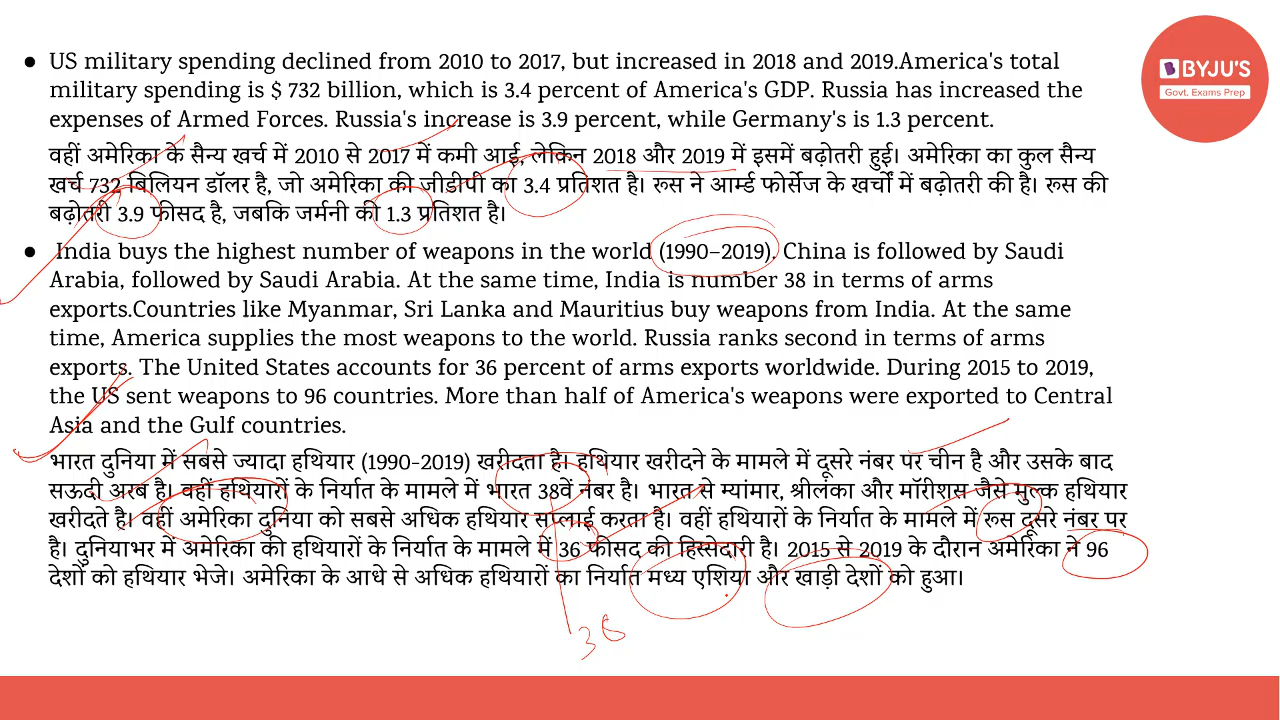 BYJU'S
Govt. Exams Prep
● US military spending declined from 2010 to 2017, but increased in 2018 and 2019.America's total
military spending is $ 732 billion, which is 3.4 percent of America's GDP. Russia has increased the
expenses of Armed Forces. Russia's increase is 3.9 percent, while Germany's is 1.3 percent.
वहीं अमेरिका के सैन्य खर्च में 2010 से 2017 में कमी आई, लेकिन 2018 और 2019 में इसमें बढ़ोतरी हुई। अमेरिका का कुल सैन्य
खर्च 732 बिलियन डॉलर है, जो अमेरिका की जीडीपी का 3.4 प्रतिशत है। रूस ने आर्म्ड फोर्सेज के खर्चों में बढ़ोतरी की है। रूस की
बढ़ोतरी 3.9 फीसद है, जबकि जर्मनी की 1.3 प्रतिशत है।
● India buys the highest number of weapons in the world (1990–2019). China is followed by Saudi
Arabia, followed by Saudi Arabia. At the same time, India is number 38 in terms of arms
exports.Countries like Myanmar, Sri Lanka and Mauritius buy weapons from India. At the same
time, America supplies the most weapons to the world. Russia ranks second in terms of arms
exports. The United States accounts for 36 percent of arms exports worldwide. During 2015 to 2019,
the US sent weapons to 96 countries. More than half of America's weapons were exported to Central
Asia and the Gulf countries.
भारत दुनिया में सबसे ज्यादा हथियार (1990-2019) खरीदता है। हथियार खरीदने के मामले में दूसरे नंबर पर चीन है और उसके बाद
सऊदी अरब है। वहीं हथियारों के निर्यात के मामले में भारत 38वें नंबर है। भारत से म्यांमार, श्रीलंका और मॉरीशस जैसे मुल्क हथियार
खरीदते है। वहीं अमेरिका दुनिया को सबसे अधिक हथियार सप्लाई करता है। वहीं हथियारों के निर्यात के मामले में रूस दूसरे नंबर पर
है। दुनियाभर में अमेरिका की हथियारों के निर्यात के मामले में 36 फीसद की हिस्सेदारी है। 2015 से 2019 के दौरान अमेरिका ने 96
देशों को हथियार भेजे। अमेरिका के आधे से अधिक हथियारों का निर्यात मध्य एशिया और खाड़ी देशों को हुआ।